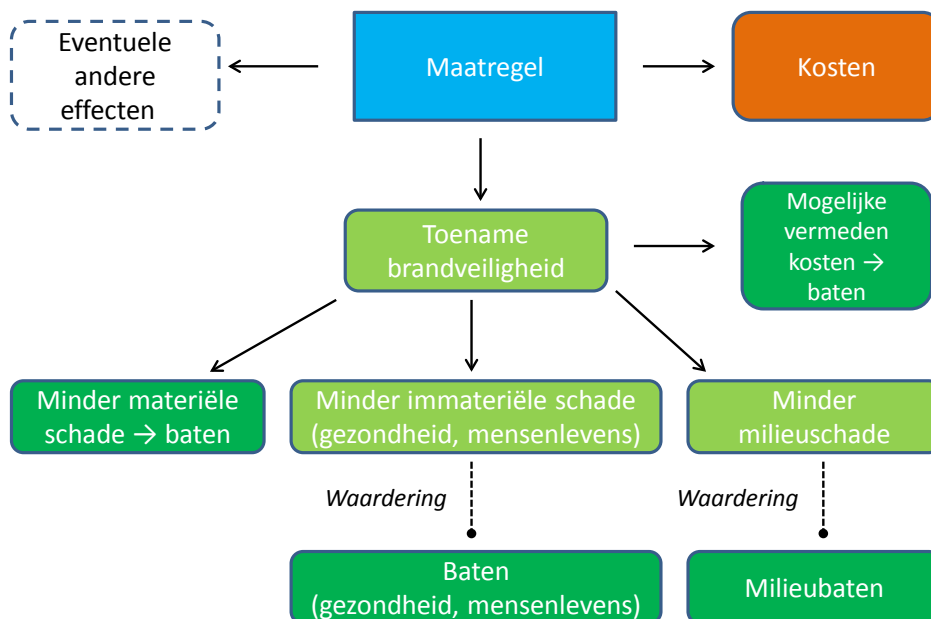 Eventuele
andere
effecten
Maatregel
Kosten
Toename
brandveiligheid
Mogelijke
vermeden
kosten →
baten
Minder materiële
schade → baten
Minder immateriële schade
(gezondheid, mensenlevens)
Minder
milieuschade
Waardering
Waardering
Baten
(gezondheid, mensenlevens)
Milieubaten